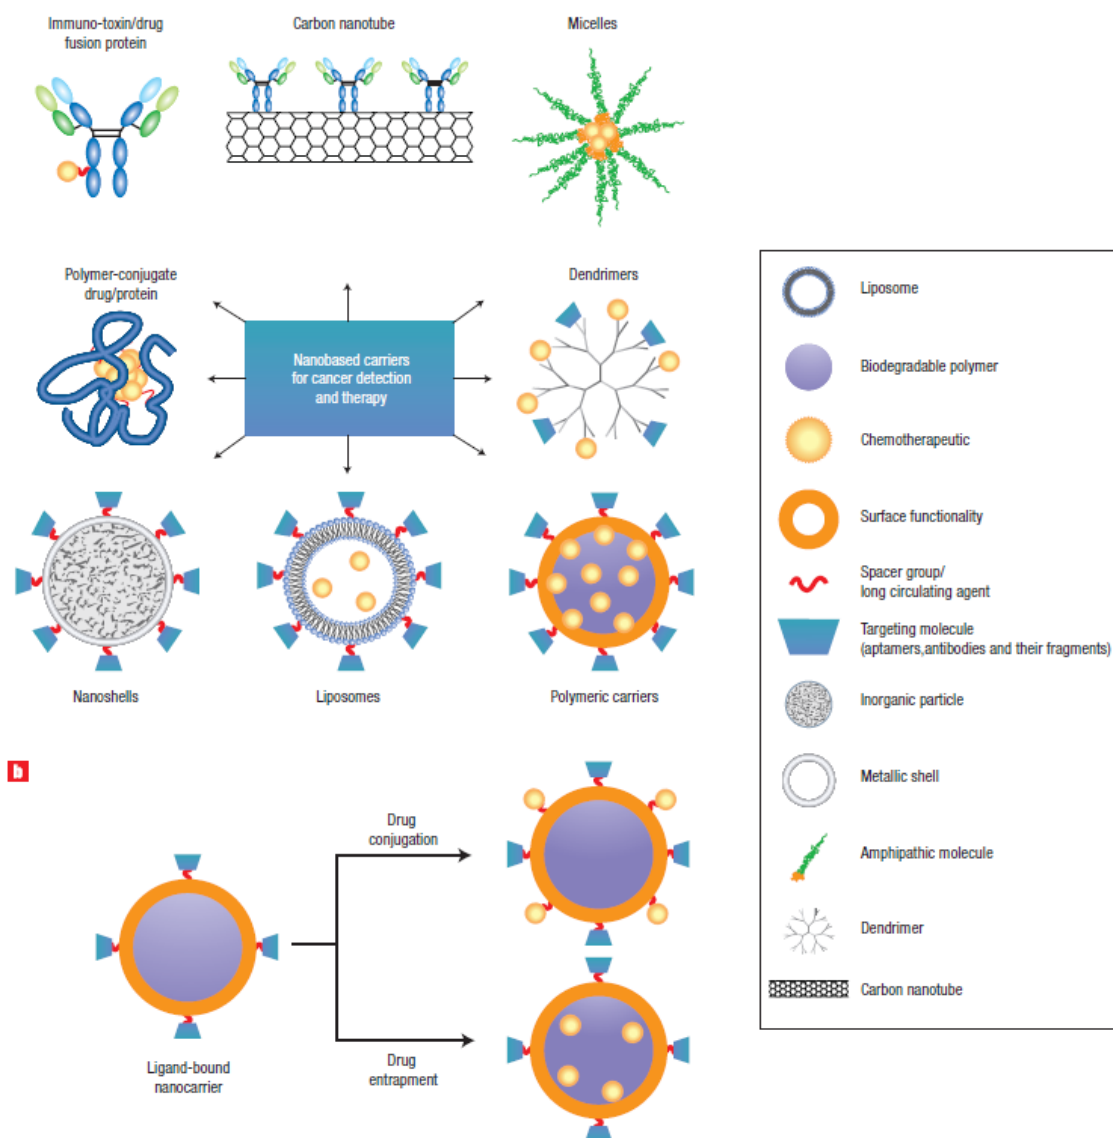 Immuno-toxin/drug
fusion protein
Carbon nanotube
Micelles
Polymer-conjugate
drug/protein
Dendrimers
Nanobased carriers
for cancer detection
and therapy
Nanoshells
Liposomes
Polymeric carriers
Liposome
Biodegradable polymer
Chemotherapeutic
Surface functionality
Spacer group/
long circulating agent
Targeting molecule
(aptamers,antibodies and their fragments)
Inorganic particle
Metallic shell
Amphipathic molecule
Dendrimer
Carbon nanotube
b
Drug
conjugation
Ligand-bound
nanocarrier
Drug
entrapment